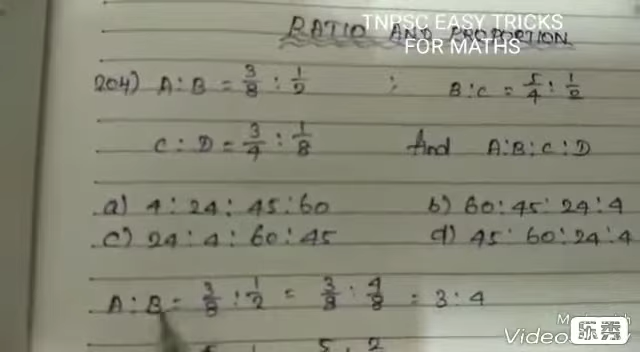 RATIO AND PROPORTION
TNPSC EASY TRICKS
FOR MATHS
204) A:B = 3/8 : 1/2 ; B:C = 5/4 : 1/2
C:D = 3/4 : 1/8 And A:B:C:D
a) 4:24:45:60 b) 60:45:24:4
c) 24:4:60:45 d) 45:60:24:4
A:B = 3/8 : 1/2 = 3/8 : 4/8 = 3:4
乐秀